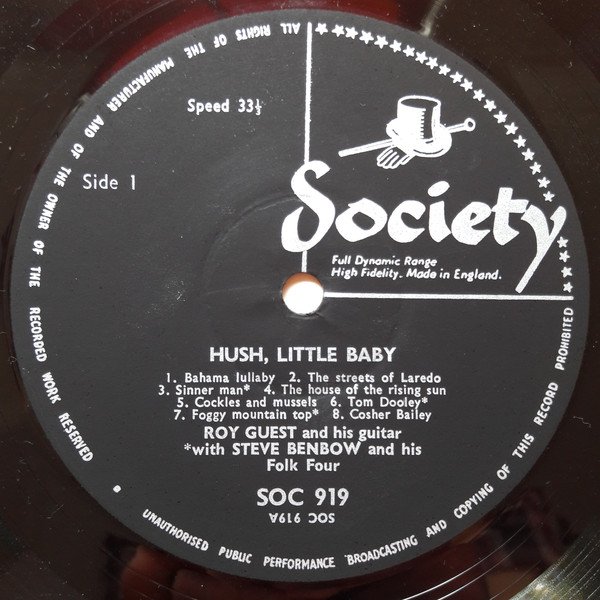 ALL RIGHTS OF THE MANUFACTURER AND OF THE OWNER OF THE RECORDED WORK RESERVED
Speed 33⅓
Side 1
Society
Full Dynamic Range
High Fidelity. Made in England.
HUSH, LITTLE BABY
1. Bahama lullaby 2. The streets of Laredo
3. Sinner man* 4. The house of the rising sun
5. Cockles and mussels 6. Tom Dooley*
7. Foggy mountain top* 8. Cosher Bailey
ROY GUEST and his guitar
*with STEVE BENBOW and his
Folk Four
SOC 919
SOC 919A
UNAUTHORISED PUBLIC PERFORMANCE BROADCASTING AND COPYING OF THIS RECORD PROHIBITED